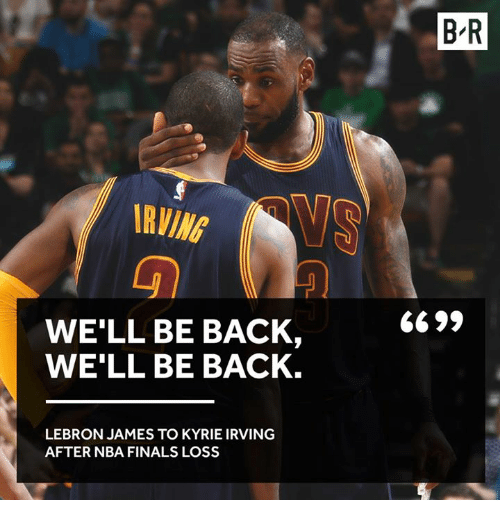 B·R
IRVING
2
AVS
3
WE'LL BE BACK,
WE'LL BE BACK.
“”
LEBRON JAMES TO KYRIE IRVING
AFTER NBA FINALS LOSS